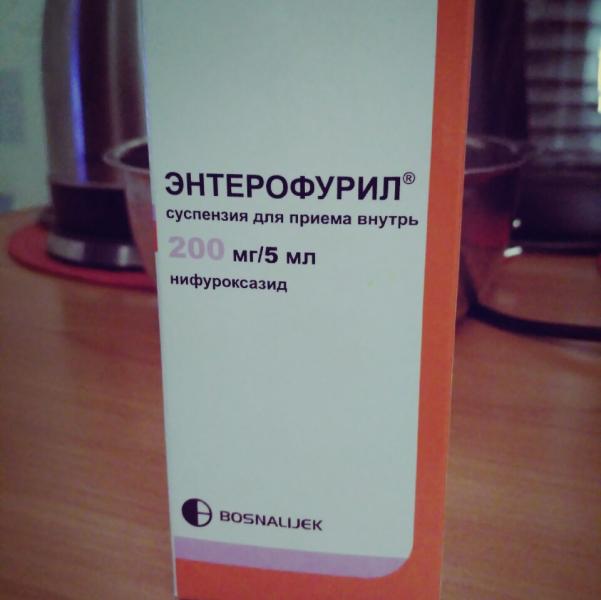 ЭНТЕРОФУРИЛ®
суспензия для приема внутрь
200 мг/5 мл
нифуроксазид
BOSNALIJEK